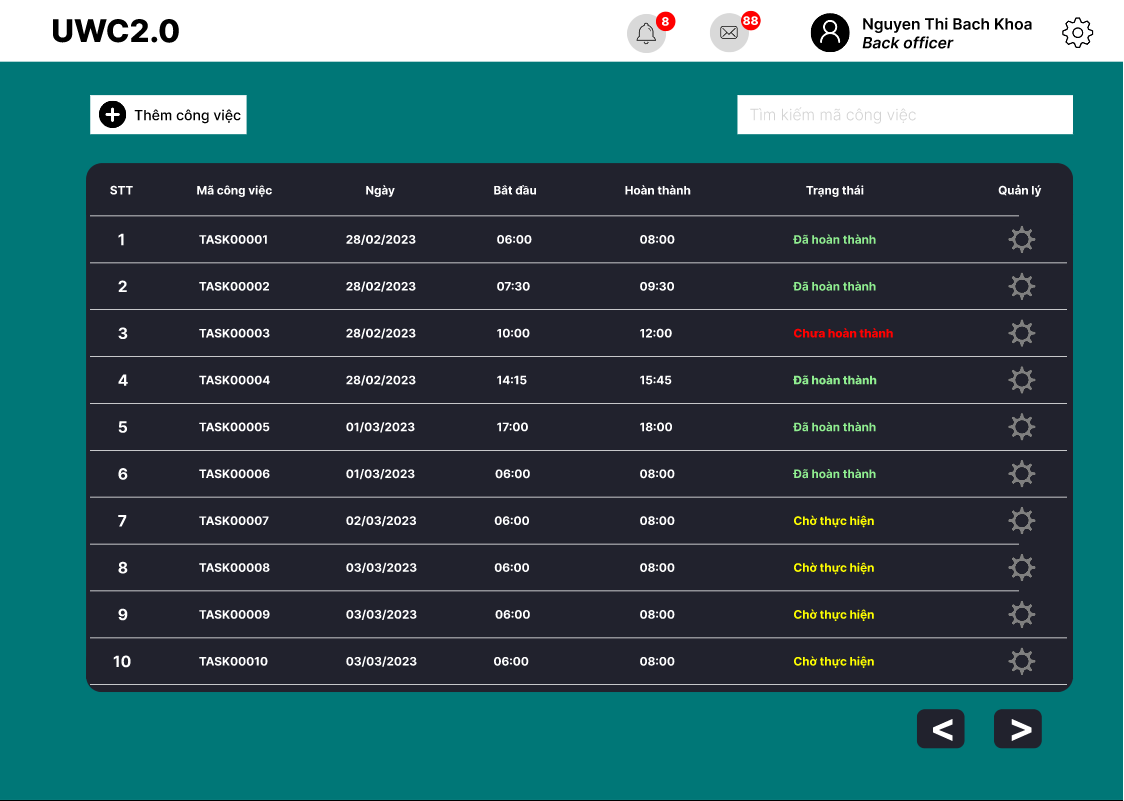 UWC2.0
8
88
Nguyen Thi Bach Khoa
Back officer
Thêm công việc
Tìm kiếm mã công việc
STT Mã công việc Ngày Bắt đầu Hoàn thành Trạng thái Quản lý
1 TASK00001 28/02/2023 06:00 08:00 Đã hoàn thành
2 TASK00002 28/02/2023 07:30 09:30 Đã hoàn thành
3 TASK00003 28/02/2023 10:00 12:00 Chưa hoàn thành
4 TASK00004 28/02/2023 14:15 15:45 Đã hoàn thành
5 TASK00005 01/03/2023 17:00 18:00 Đã hoàn thành
6 TASK00006 01/03/2023 06:00 08:00 Đã hoàn thành
7 TASK00007 02/03/2023 06:00 08:00 Chờ thực hiện
8 TASK00008 03/03/2023 06:00 08:00 Chờ thực hiện
9 TASK00009 03/03/2023 06:00 08:00 Chờ thực hiện
10 TASK00010 03/03/2023 06:00 08:00 Chờ thực hiện
< >